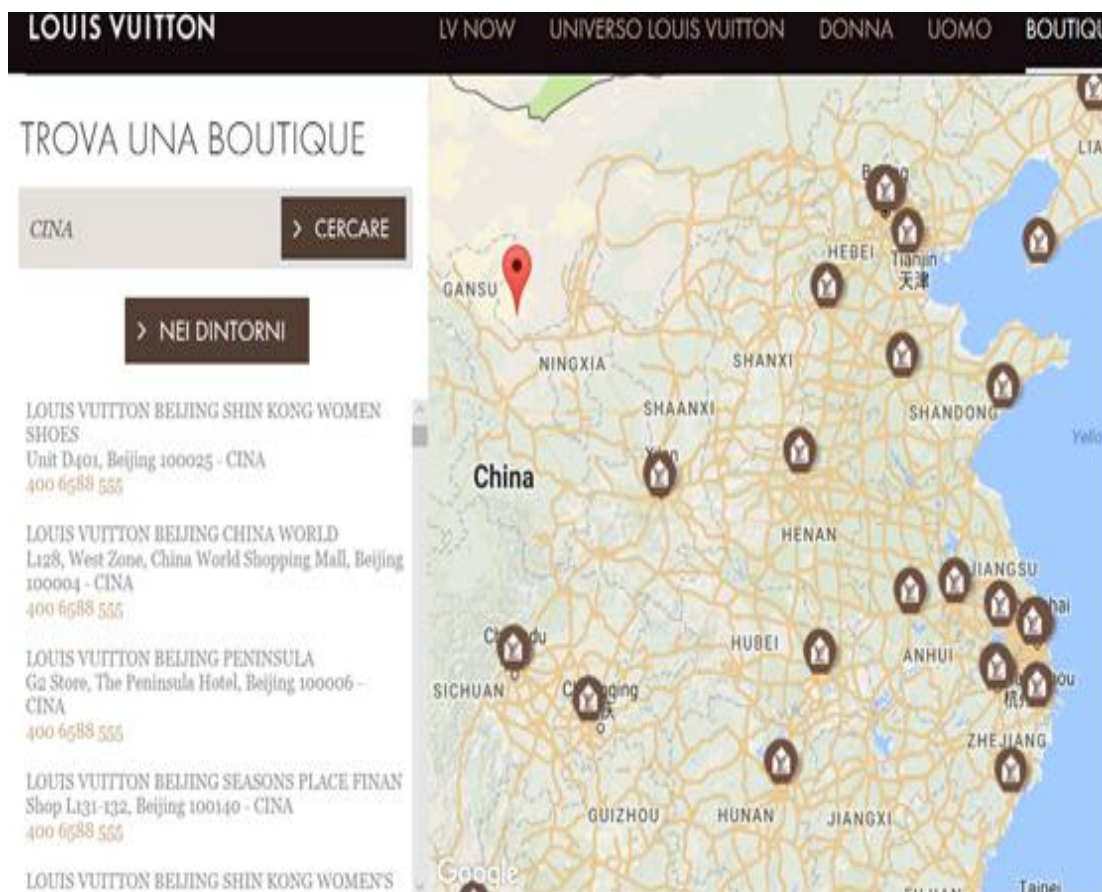 LOUIS VUITTON
LV NOW UNIVERSO LOUIS VUITTON DONNA UOMO BOUTIQU
TROVA UNA BOUTIQUE
CINA
> CERCARE
> NEI DINTORNI
LOUIS VUITTON BEIJING SHIN KONG WOMEN
SHOES
Unit D401, Beijing 100025 - CINA
400 6588 555
LOUIS VUITTON BEIJING CHINA WORLD
L128, West Zone, China World Shopping Mall, Beijing
100004 - CINA
400 6588 555
LOUIS VUITTON BEIJING PENINSULA
G2 Store, The Peninsula Hotel, Beijing 100006 -
CINA
400 6588 555
LOUIS VUITTON BEIJING SEASONS PLACE FINAN
Shop L131-132, Beijing 100140 - CINA
400 6588 555
LOUIS VUITTON BEIJING SHIN KONG WOMEN'S
LIA
HEBEI
Tianjin
天津
GANSU
NINGXIA
SHANXI
SHAANXI
SHANDONG
Yello
China
HENAN
JIANGSU
HUBEI
ANHUI
SICHUAN
ZHEJIANG
GUIZHOU
HUNAN
JIANGXI
Google
Taipei